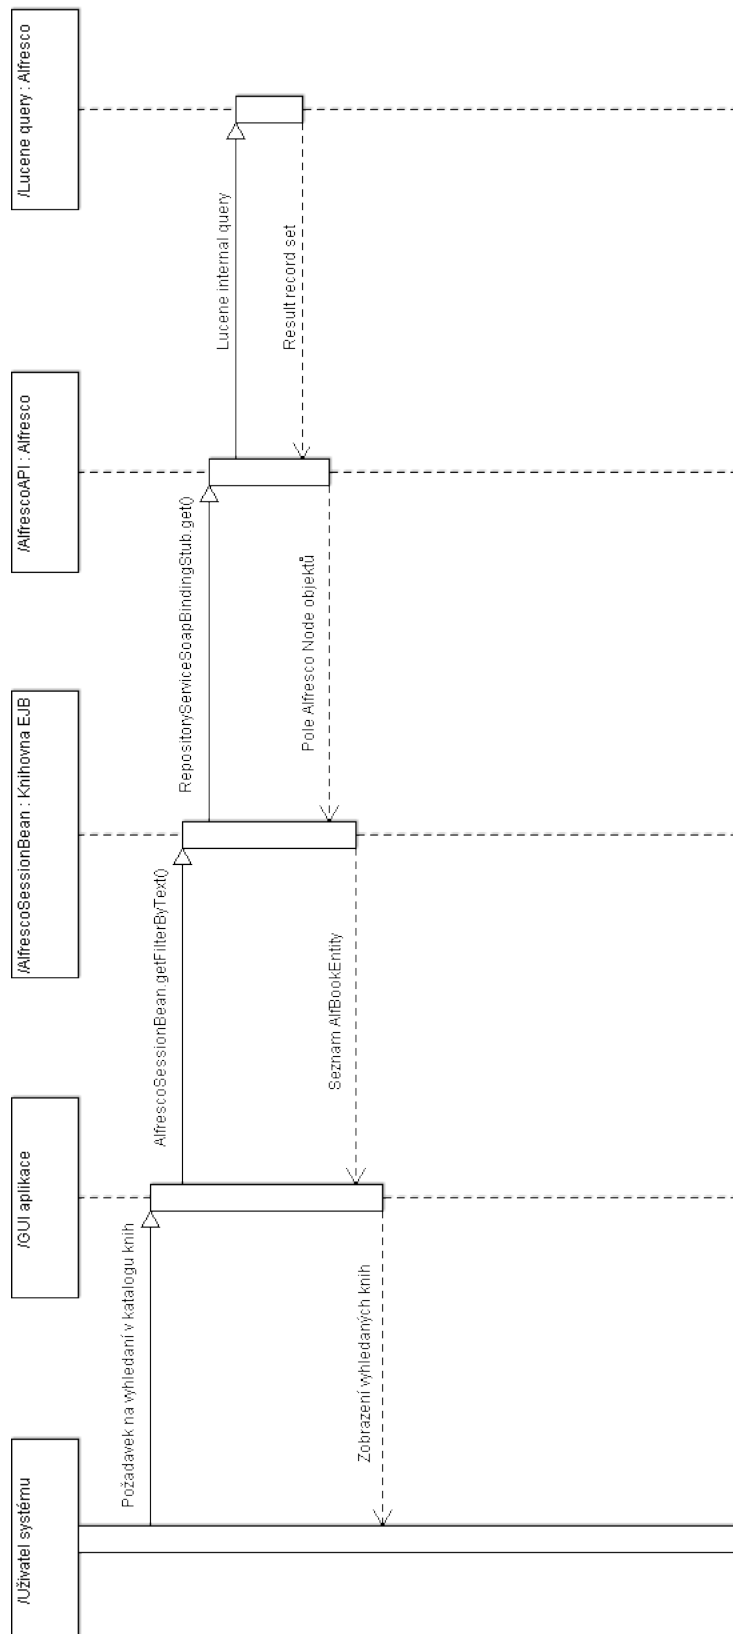 /Uživatel systému
/GUI aplikace
/AlfrescoSessionBean : Knihovna EJB
/AlfrescoAPI : Alfresco
/Lucene query : Alfresco
Požadavek na vyhledaní v katalogu knih
AlfrescoSessionBean.getFilterByText()
RepositoryServiceSoapBindingStub.get()
Lucene internal query
Result record set
Pole Alfresco Node objektů
Seznam AlfBookEntity
Zobrazení vyhledaných knih